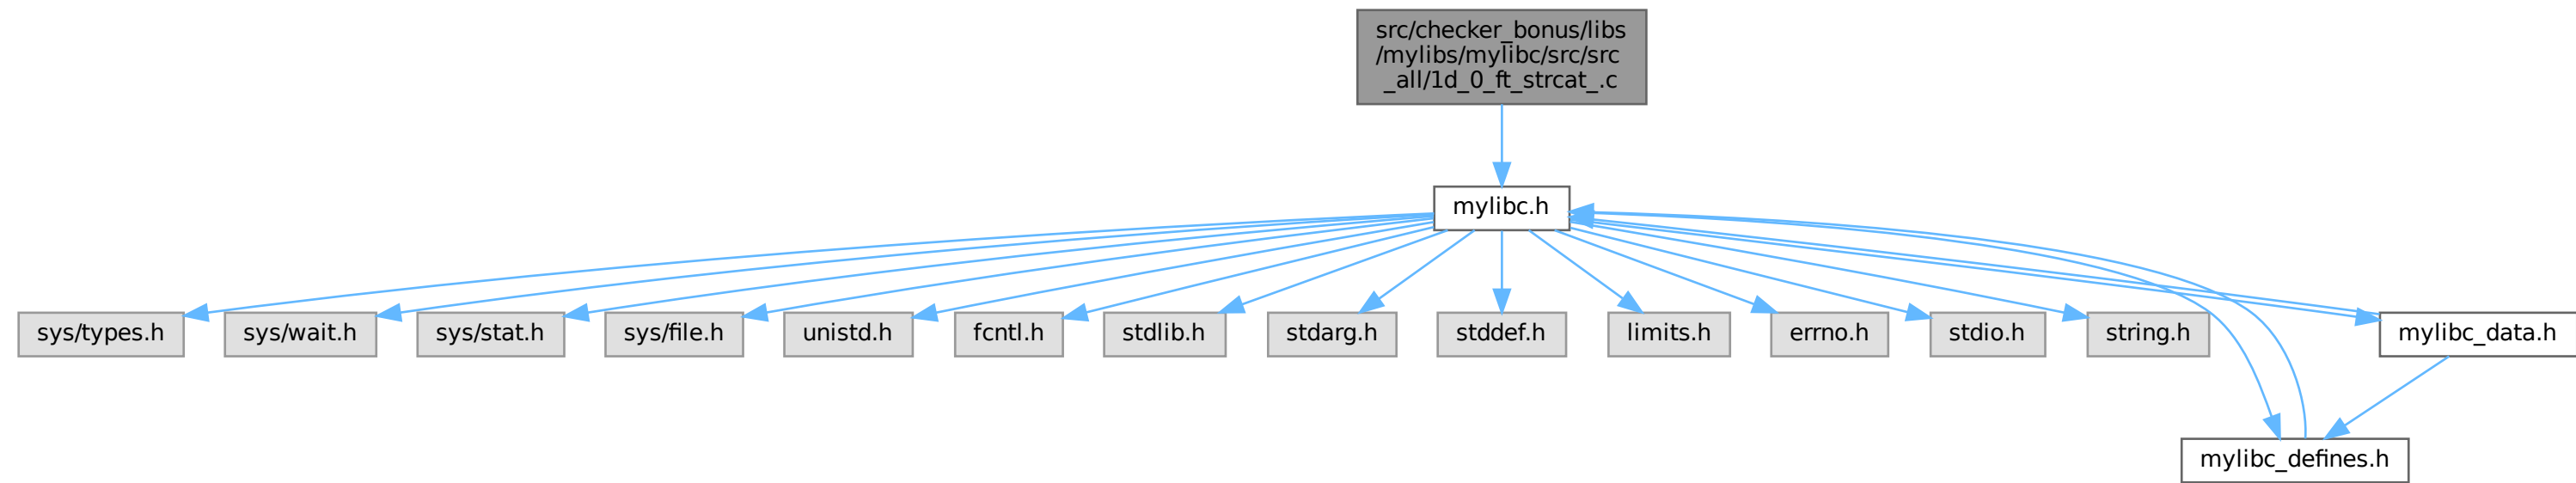 src/checker_bonus/libs
/mylibs/mylibc/src/src
_all/1d_0_ft_strcat_.c
mylibc.h
sys/types.h
sys/wait.h
sys/stat.h
sys/file.h
unistd.h
fcntl.h
stdlib.h
stdarg.h
stddef.h
limits.h
errno.h
stdio.h
string.h
mylibc_data.h
mylibc_defines.h